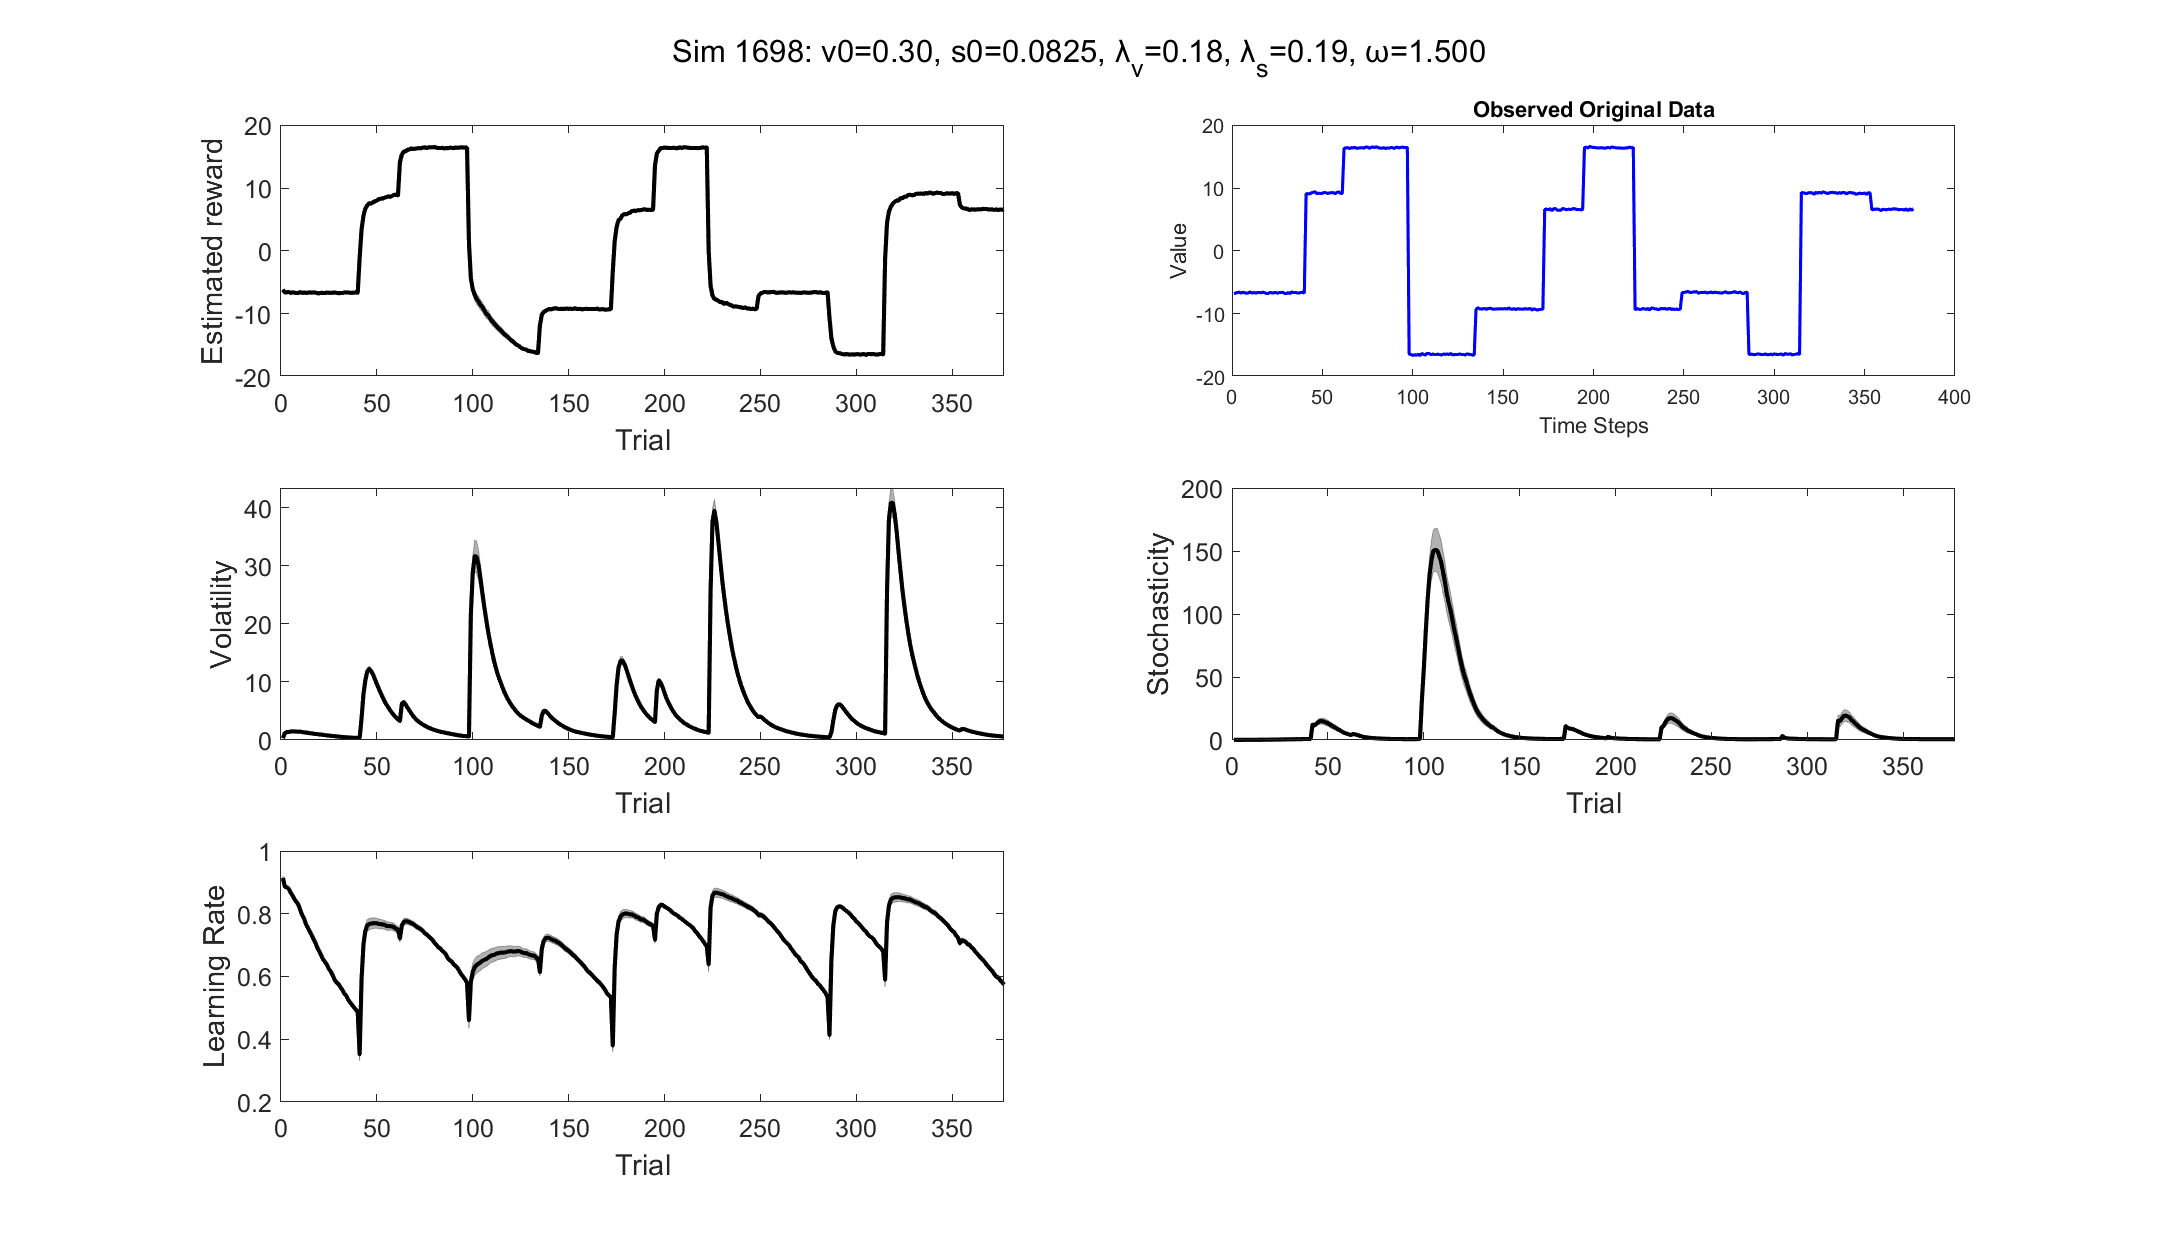 Sim 1698: v0=0.30, s0=0.0825, λ_v=0.18, λ_s=0.19, ω=1.500
Estimated reward
20
10
0
-10
-20
0 50 100 150 200 250 300 350
Trial
Observed Original Data
Value
20
10
0
-10
-20
0 50 100 150 200 250 300 350 400
Time Steps
Volatility
40
30
20
10
0
0 50 100 150 200 250 300 350
Trial
Stochasticity
200
150
100
50
0
0 50 100 150 200 250 300 350
Trial
Learning Rate
1
0.8
0.6
0.4
0.2
0 50 100 150 200 250 300 350
Trial